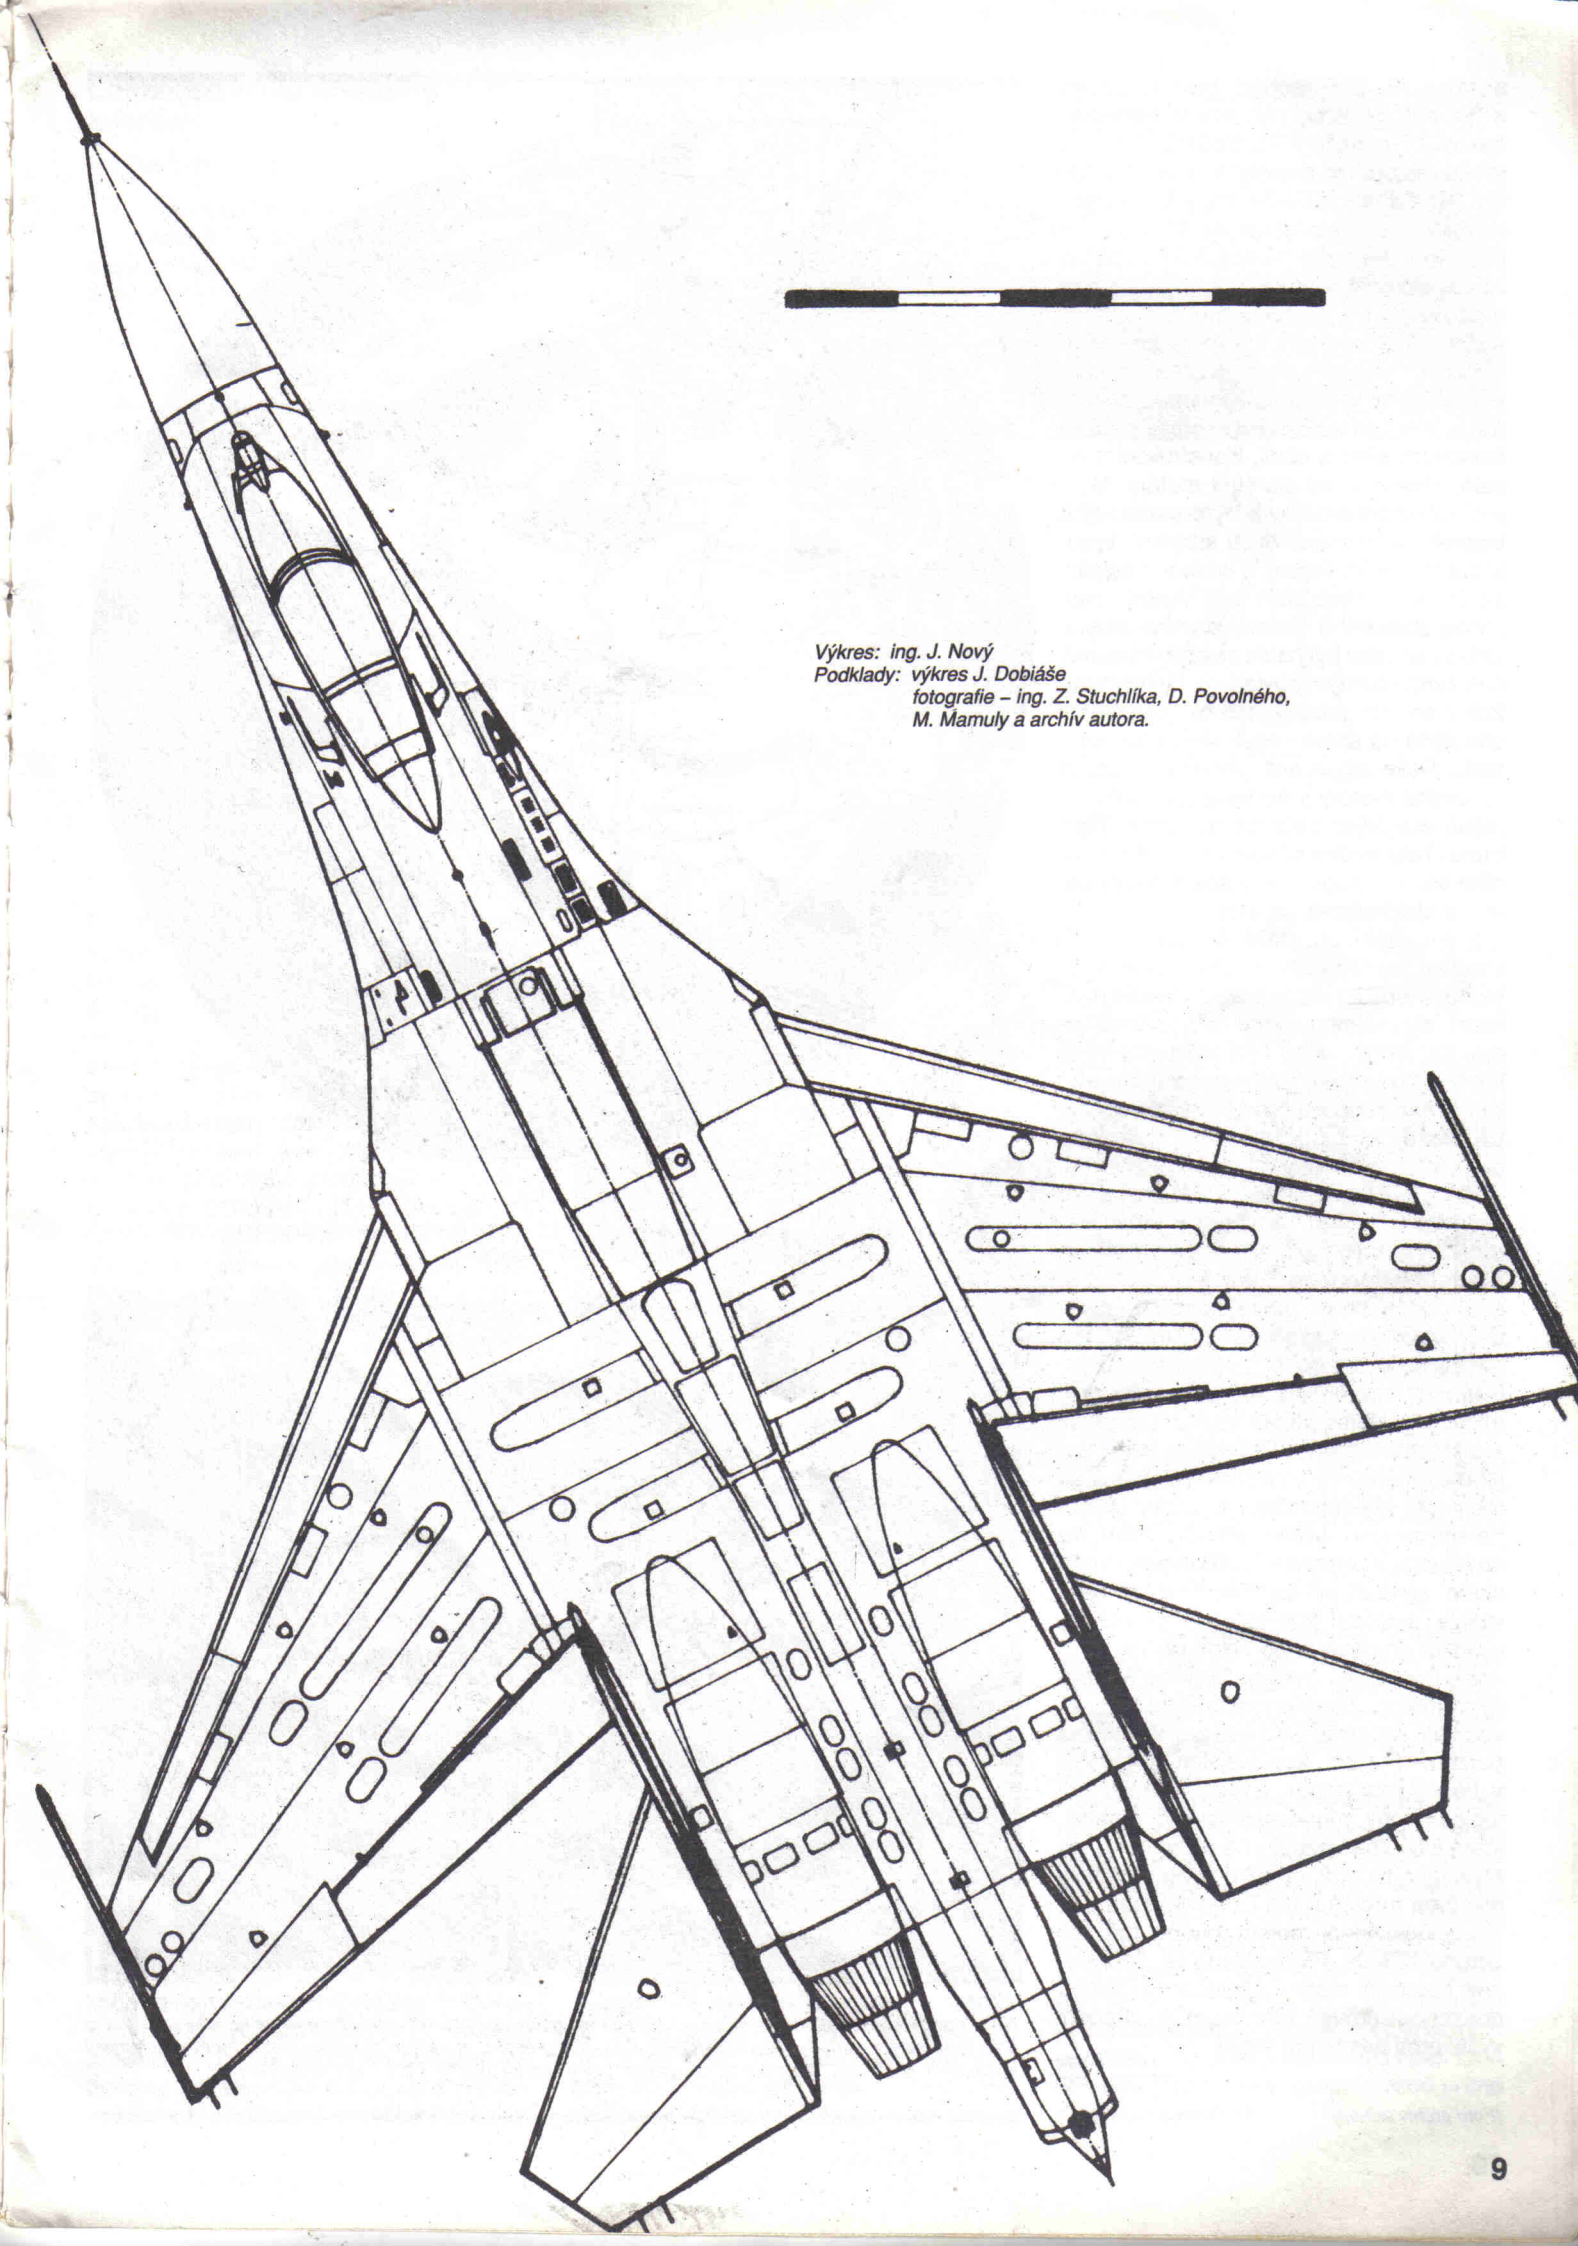 Výkres: ing. J. Nový
Podklady: výkres J. Dobiáše
fotografie – ing. Z. Stuchlíka, D. Povolného,
M. Mamuly a archív autora.
9